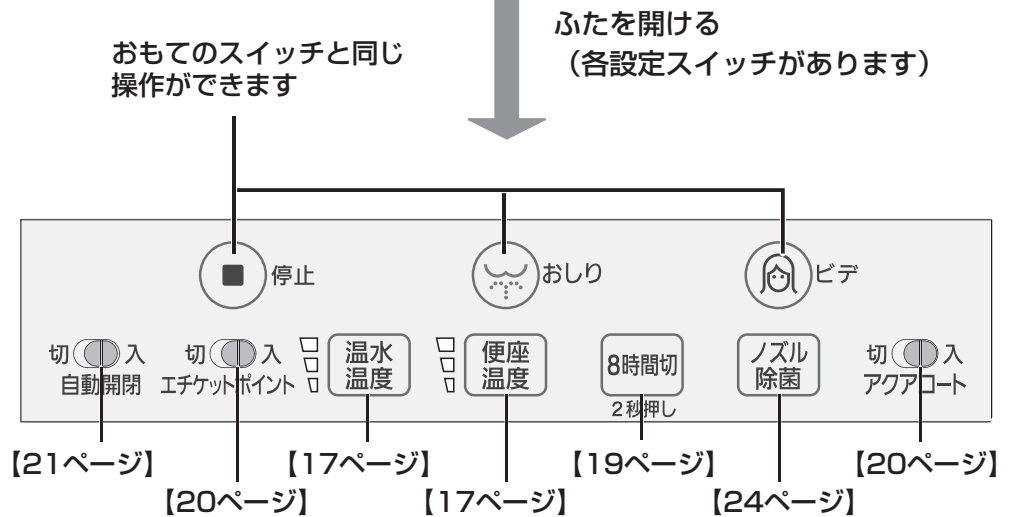 ふたを開ける
（各設定スイッチがあります）
おもてのスイッチと同じ
操作ができます
停止
おしり
ビデ
切 入
自動開閉
切 入
エチケットポイント
温水
温度
便座
温度
8時間切
2秒押し
ノズル
除菌
切 入
アクアコート
【21ページ】
【20ページ】
【17ページ】
【17ページ】
【19ページ】
【24ページ】
【20ページ】